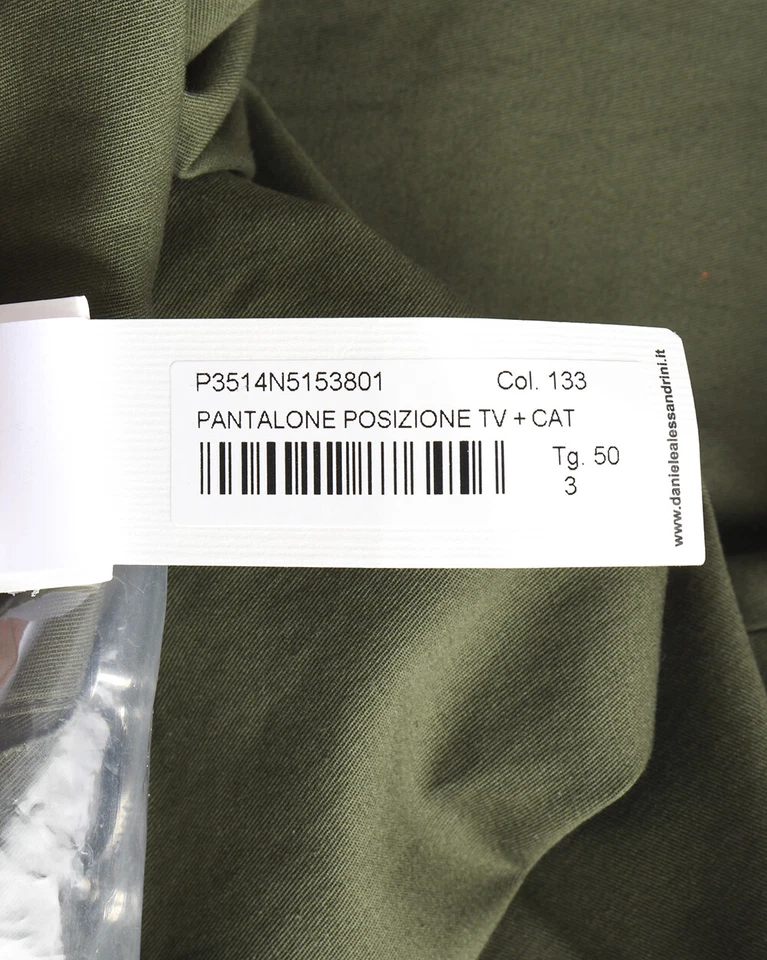 P3514N5153801 Col. 133
PANTALONE POSIZIONE TV + CAT
Tg. 50
3
www.danielealessandrini.it